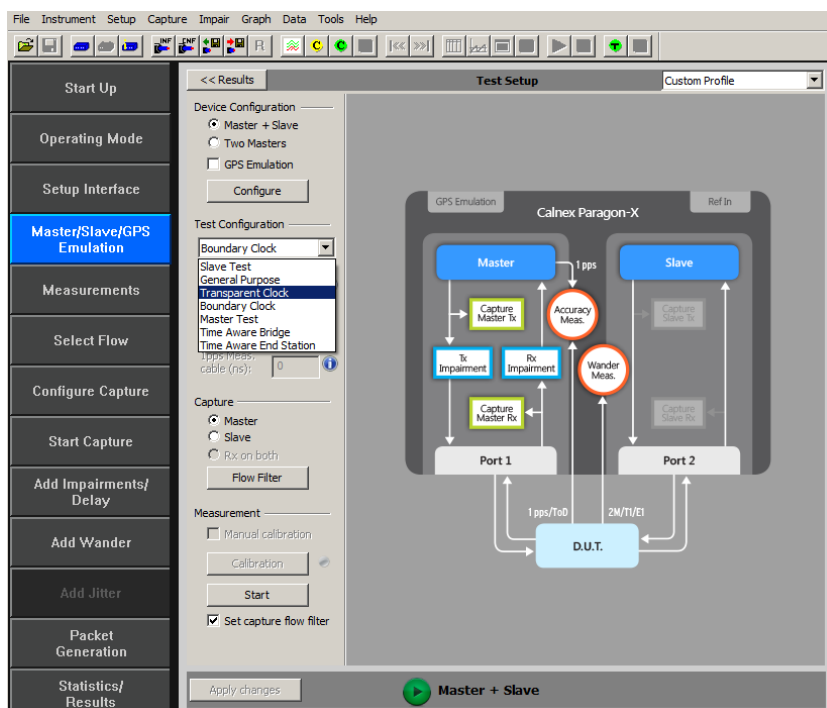 File Instrument Setup Capture Impair Graph Data Tools Help
INF INF R C C T
Start Up
Operating Mode
Setup Interface
Master/Slave/GPS
Emulation
Measurements
Select Flow
Configure Capture
Start Capture
Add Impairments/
Delay
Add Wander
Add Jitter
Packet
Generation
Statistics/
Results
<< Results
Test Setup
Custom Profile
Device Configuration
Master + Slave
Two Masters
GPS Emulation
Configure
Test Configuration
Boundary Clock
Slave Test
General Purpose
Transparent Clock
Boundary Clock
Master Test
Time Aware Bridge
Time Aware End Station
1pps Meas.
cable (ns): 0
Capture
Master
Slave
Rx on both
Flow Filter
Measurement
Manual calibration
Calibration
Start
Set capture flow filter
GPS Emulation
Calnex Paragon-X
Ref In
Master
1 pps
Slave
Capture
Master Tx
Accuracy
Meas.
Capture
Slave Tx
Tx
Impairment
Rx
Impairment
Wander
Meas.
Capture
Master Rx
Capture
Slave Rx
Port 1
Port 2
1 pps/ToD
2M/T1/E1
D.U.T.
Apply changes
Master + Slave